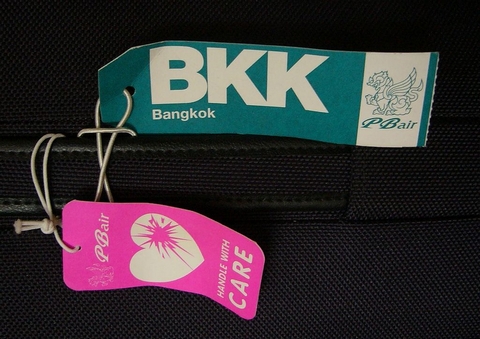 BKK
Bangkok
PBair
PBair
HANDLE WITH
CARE